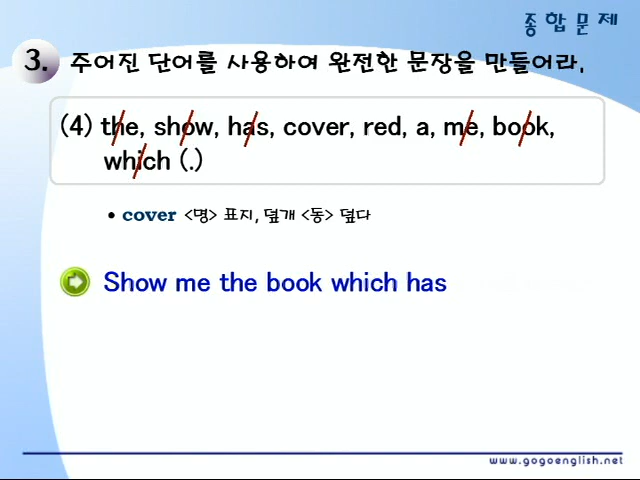 종합문제
3. 주어진 단어를 사용하여 완전한 문장을 만들어라.
(4) the, show, has, cover, red, a, me, book,
which (.)
• cover <명> 표지, 덮개 <동> 덮다
Show me the book which has
www.gogoenglish.net